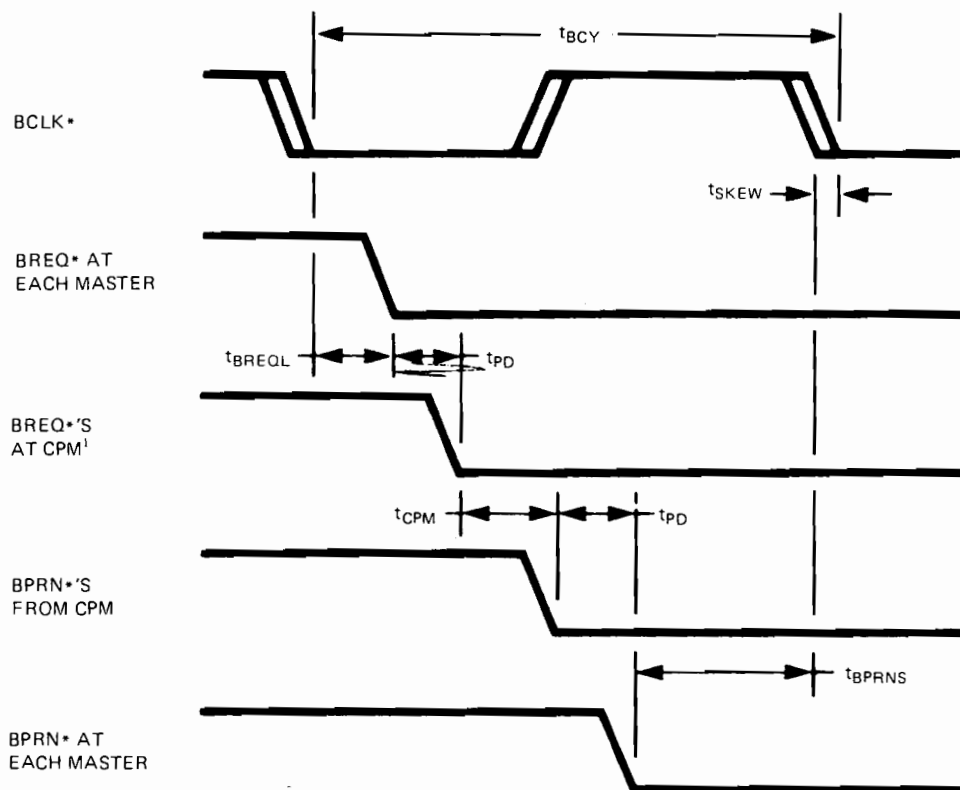 tBCY
BCLK*
tSKEW
BREQ* AT
EACH MASTER
tBREQL
tPD
BREQ*'S
AT CPM¹
tCPM
tPD
BPRN*'S
FROM CPM
tBPRNS
BPRN* AT
EACH MASTER